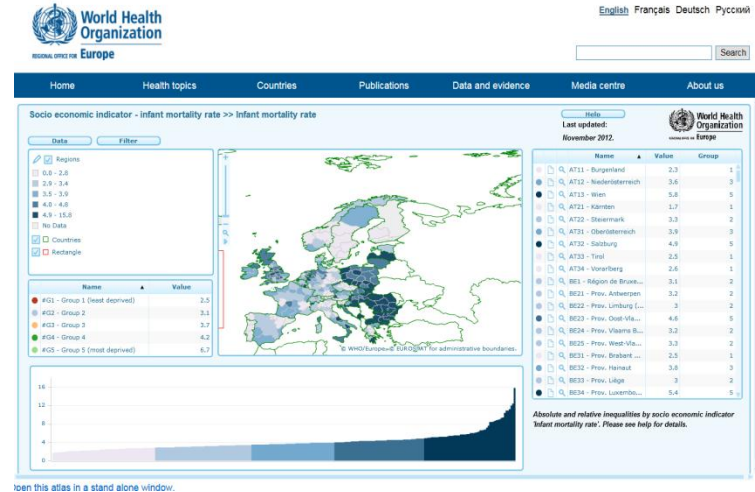 English Français Deutsch Русский
World Health
Organization
REGIONAL OFFICE FOR Europe
Search
Home Health topics Countries Publications Data and evidence Media centre About us
Socio economic indicator - infant mortality rate >> Infant mortality rate
Help
Last updated:
November 2012.
World Health
Organization
Europe
Data Filter
Regions
0.0 - 2.8
2.9 - 3.4
3.5 - 3.9
4.0 - 4.8
4.9 - 15.8
No Data
Countries
Rectangle
Name Value
#G1 - Group 1 (least deprived) 2.5
#G2 - Group 2 3.1
#G3 - Group 3 3.7
#G4 - Group 4 4.2
#G5 - Group 5 (most deprived) 6.7
© WHO/Europe-© EUROGMT for administrative boundaries.
Name Value Group
AT11 - Burgenland 2.3 1
AT12 - Niederösterreich 3.6 3
AT13 - Wien 5.8 5
AT21 - Kärnten 1.7 1
AT22 - Steiermark 3.3 2
AT31 - Oberösterreich 3.9 3
AT32 - Salzburg 4.9 5
AT33 - Tirol 2.5 1
AT34 - Vorarlberg 2.6 1
BE1 - Région de Bruxe... 3.1 2
BE21 - Prov. Antwerpen 3.2 2
BE22 - Prov. Limburg (... 3 2
BE23 - Prov. Oost-Vla... 4.8 5
BE24 - Prov. Vlaams B... 3.2 2
BE25 - Prov. West-Vla... 3.3 2
BE31 - Prov. Brabant ... 2.5 1
BE32 - Prov. Hainaut 3.8 3
BE33 - Prov. Liège 3 2
BE34 - Prov. Luxembo... 5.4 5
16
12
8
4
0
Absolute and relative inequalities by socio economic indicator
'Infant mortality rate'. Please see help for details.
Open this atlas in a stand alone window.